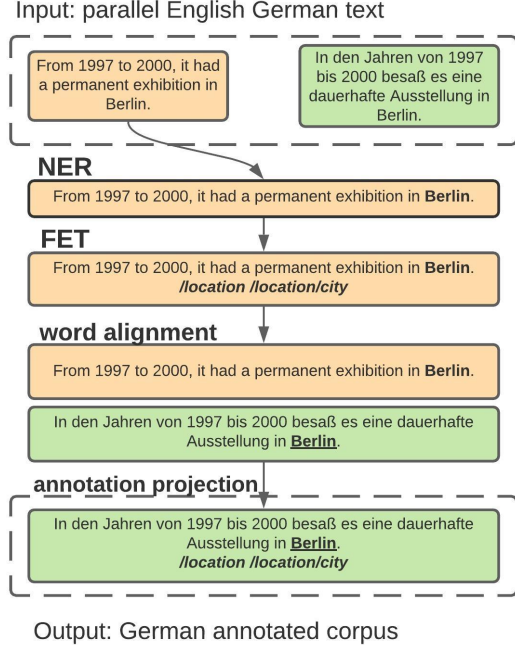 Input: parallel English German text
From 1997 to 2000, it had
a permanent exhibition in
Berlin.
In den Jahren von 1997
bis 2000 besaß es eine
dauerhafte Ausstellung in
Berlin.
NER
From 1997 to 2000, it had a permanent exhibition in Berlin.
FET
From 1997 to 2000, it had a permanent exhibition in Berlin.
/location /location/city
word alignment
From 1997 to 2000, it had a permanent exhibition in Berlin.
In den Jahren von 1997 bis 2000 besaß es eine dauerhafte
Ausstellung in Berlin.
annotation projection
In den Jahren von 1997 bis 2000 besaß es eine dauerhafte
Ausstellung in Berlin.
/location /location/city
Output: German annotated corpus